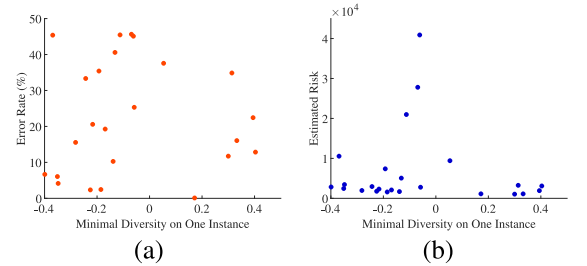 50
40
30
20
10
0
Error Rate (%)
-0.4 -0.2 0 0.2 0.4
Minimal Diversity on One Instance
(a)
×10⁴
4
3
2
1
0
Estimated Risk
-0.4 -0.2 0 0.2 0.4
Minimal Diversity on One Instance
(b)